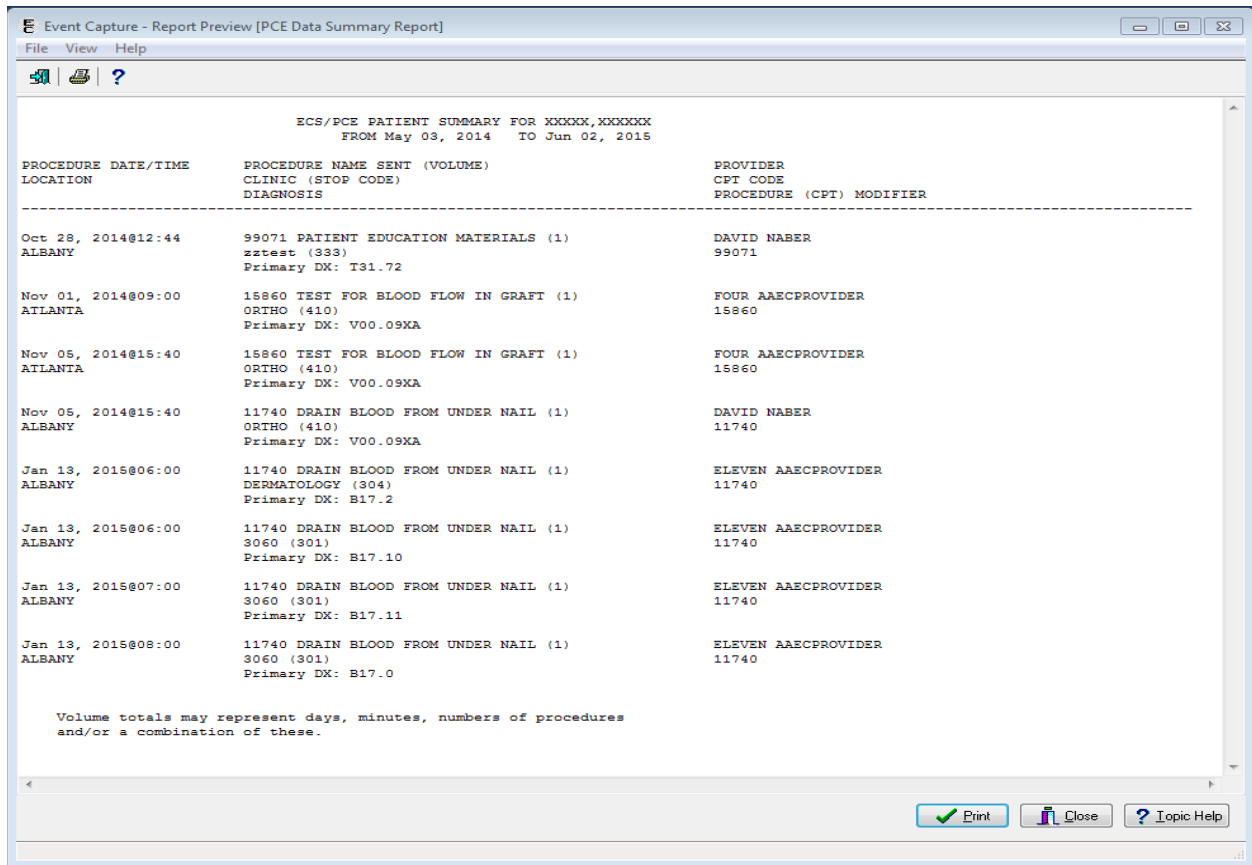 Event Capture - Report Preview [PCE Data Summary Report]
File View Help
?
ECS/PCE PATIENT SUMMARY FOR XXXXX,XXXXXX
FROM May 03, 2014 TO Jun 02, 2015
PROCEDURE DATE/TIME PROCEDURE NAME SENT (VOLUME) PROVIDER
LOCATION CLINIC (STOP CODE) CPT CODE
DIAGNOSIS PROCEDURE (CPT) MODIFIER
Oct 28, 2014@12:44 99071 PATIENT EDUCATION MATERIALS (1) DAVID NABER
ALBANY zztest (333) 99071
Primary DX: T31.72
Nov 01, 2014@09:00 15860 TEST FOR BLOOD FLOW IN GRAFT (1) FOUR AAECPROVIDER
ATLANTA ORTHO (410) 15860
Primary DX: V00.09XA
Nov 05, 2014@15:40 15860 TEST FOR BLOOD FLOW IN GRAFT (1) FOUR AAECPROVIDER
ATLANTA ORTHO (410) 15860
Primary DX: V00.09XA
Nov 05, 2014@15:40 11740 DRAIN BLOOD FROM UNDER NAIL (1) DAVID NABER
ALBANY ORTHO (410) 11740
Primary DX: V00.09XA
Jan 13, 2015@06:00 11740 DRAIN BLOOD FROM UNDER NAIL (1) ELEVEN AAECPROVIDER
ALBANY DERMATOLOGY (304) 11740
Primary DX: B17.2
Jan 13, 2015@06:00 11740 DRAIN BLOOD FROM UNDER NAIL (1) ELEVEN AAECPROVIDER
ALBANY 3060 (301) 11740
Primary DX: B17.10
Jan 13, 2015@07:00 11740 DRAIN BLOOD FROM UNDER NAIL (1) ELEVEN AAECPROVIDER
ALBANY 3060 (301) 11740
Primary DX: B17.11
Jan 13, 2015@08:00 11740 DRAIN BLOOD FROM UNDER NAIL (1) ELEVEN AAECPROVIDER
ALBANY 3060 (301) 11740
Primary DX: B17.0
Volume totals may represent days, minutes, numbers of procedures
and/or a combination of these.
Print Close ? Topic Help